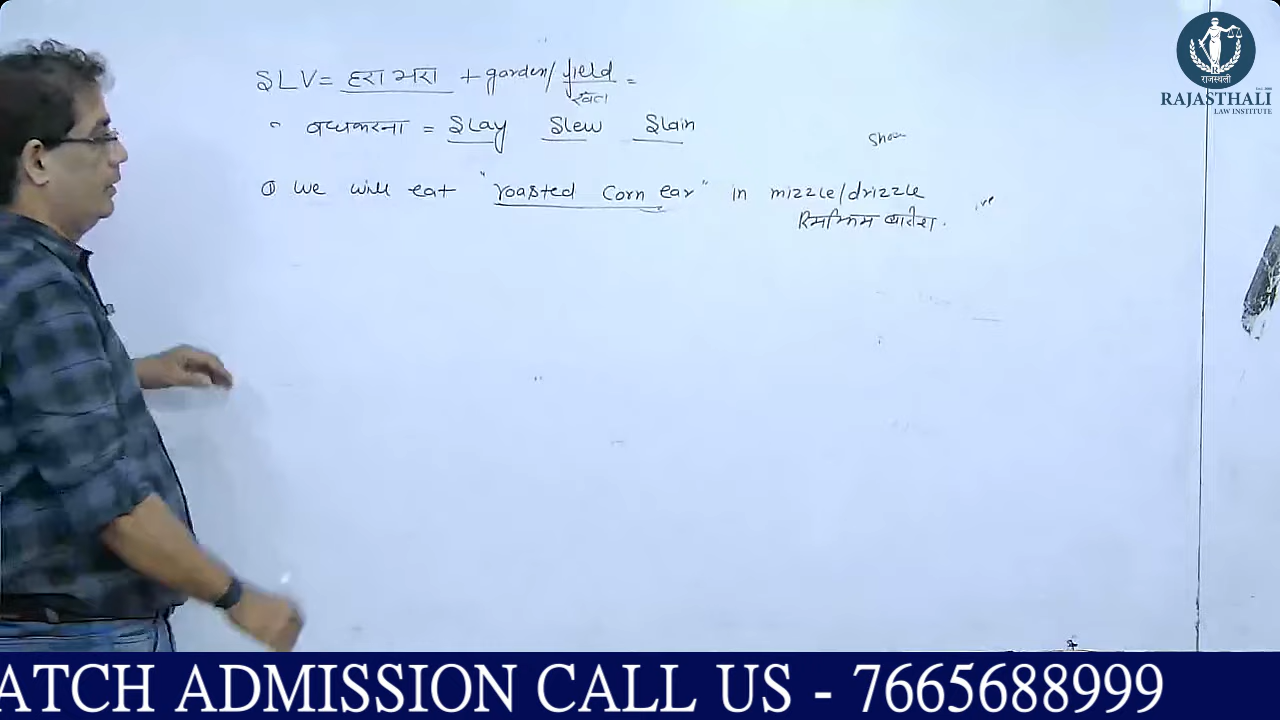 SLV = हरा भरा + garden/ field =
खेत
वध करना = Slay Slew Slain
① We will eat "roasted corn ear" in mizzle/drizzle
रिमझिम बारिश.
राजस्थली
RAJASTHALI
LAW INSTITUTE
ATCH ADMISSION CALL US - 7665688999